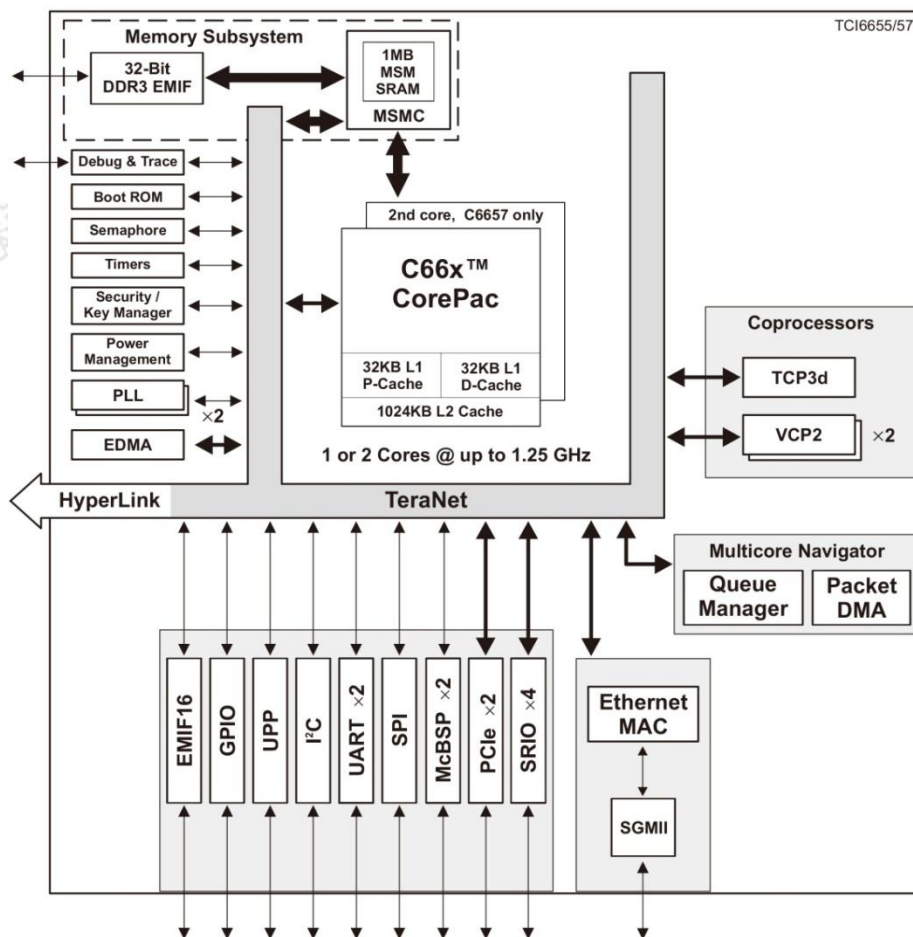 TCI6655/57
Memory Subsystem
32-Bit
DDR3 EMIF
1MB
MSM
SRAM
MSMC
Debug & Trace
Boot ROM
Semaphore
Timers
Security /
Key Manager
Power
Management
PLL
×2
EDMA
2nd core, C6657 only
C66x™
CorePac
32KB L1
P-Cache
32KB L1
D-Cache
1024KB L2 Cache
1 or 2 Cores @ up to 1.25 GHz
Coprocessors
TCP3d
VCP2
×2
HyperLink
TeraNet
Multicore Navigator
Queue
Manager
Packet
DMA
EMIF16
GPIO
UPP
I²C
UART ×2
SPI
McBSP ×2
PCIe ×2
SRIO ×4
Ethernet
MAC
SGMII